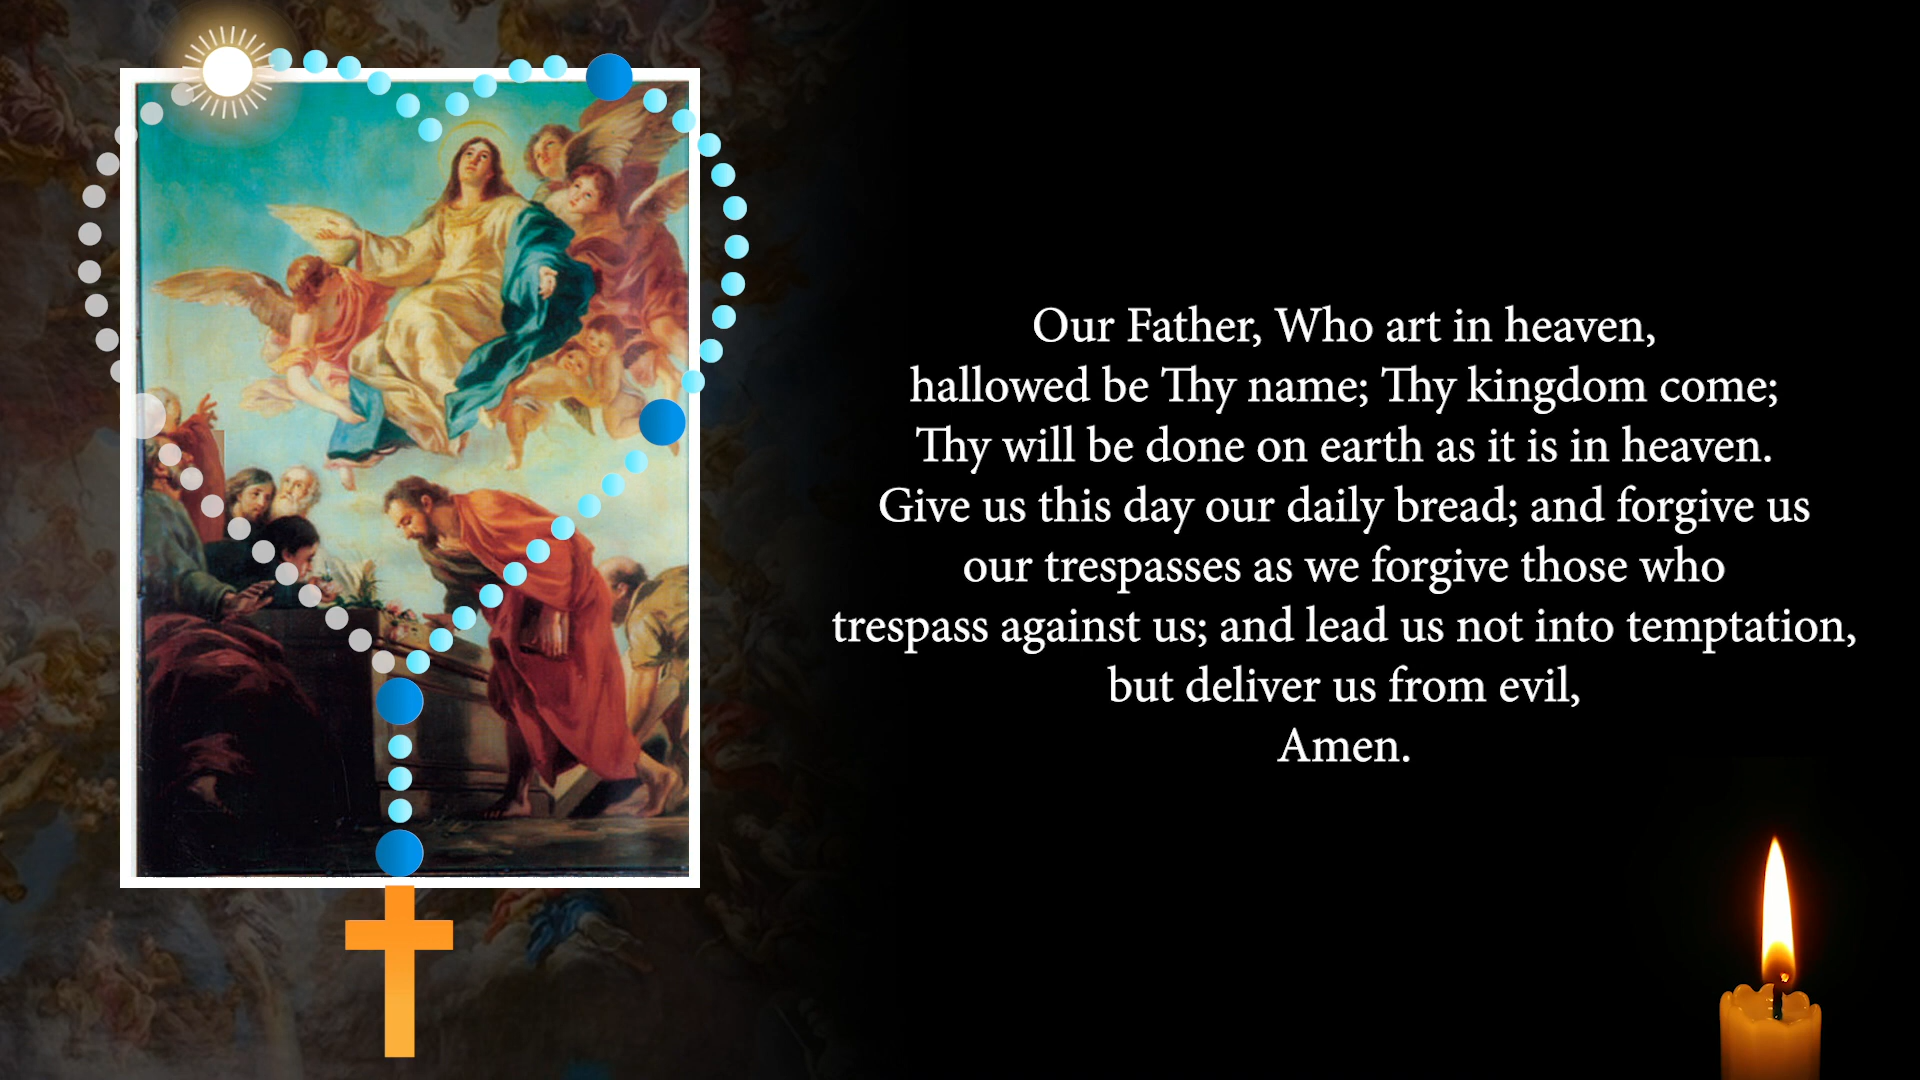 Our Father, Who art in heaven,
hallowed be Thy name; Thy kingdom come;
Thy will be done on earth as it is in heaven.
Give us this day our daily bread; and forgive us
our trespasses as we forgive those who
trespass against us; and lead us not into temptation,
but deliver us from evil,
Amen.